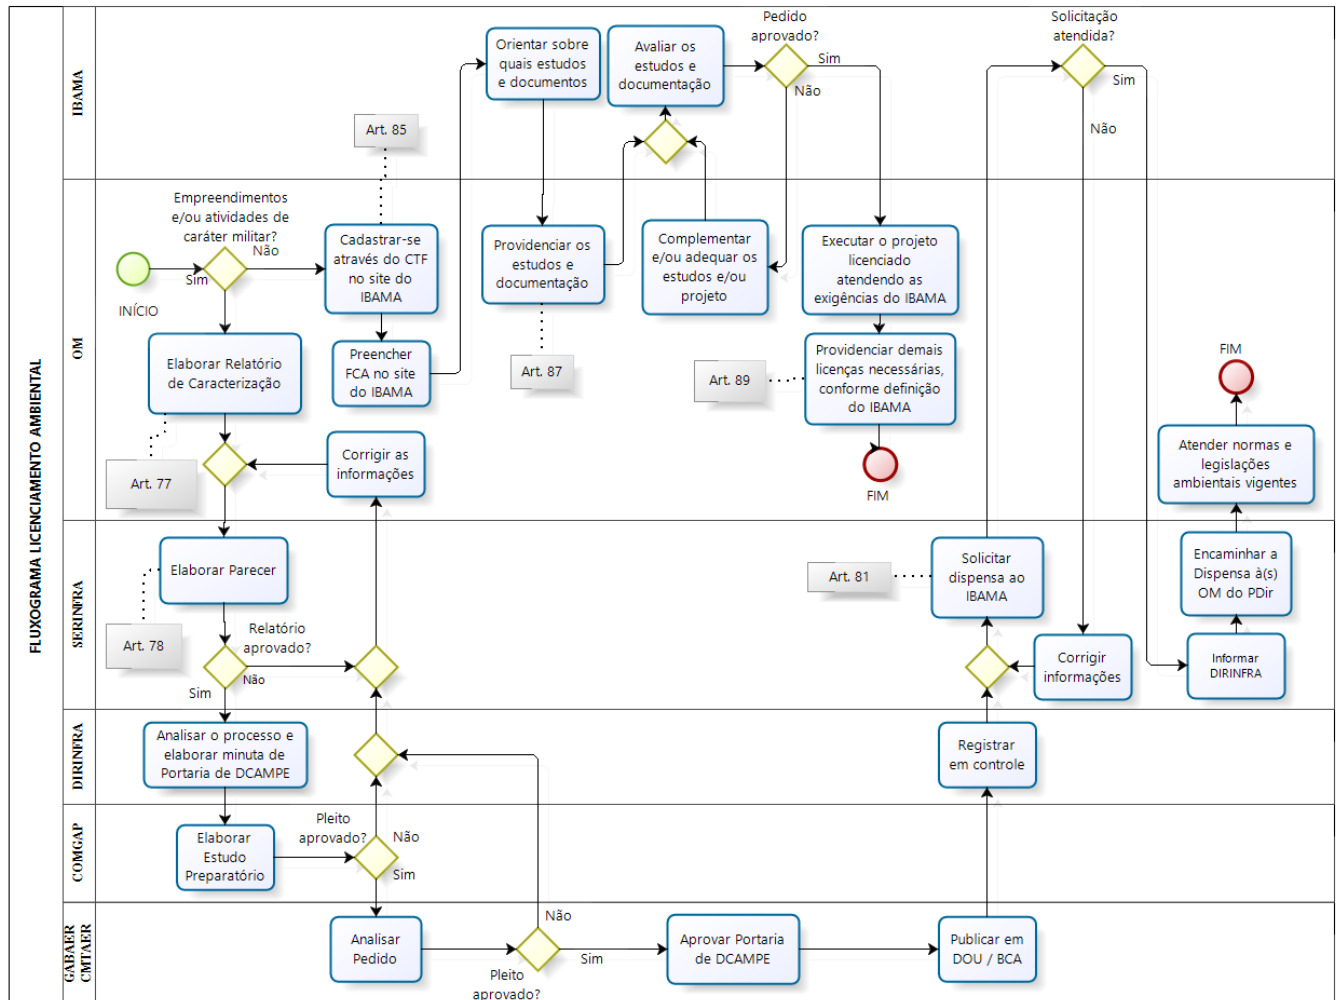 FLUXOGRAMA LICENCIAMENTO AMBIENTAL
IBAMA
Orientar sobre
quais estudos
e documentos
Avaliar os
estudos e
documentação
Pedido
aprovado?
Sim
Não
Solicitação
atendida?
Sim
Não
Art. 85
OM
Empreendimentos
e/ou atividades de
caráter militar?
Não
Sim
INÍCIO
Cadastrar-se
através do CTF
no site do
IBAMA
Providenciar os
estudos e
documentação
Complementar
e/ou adequar os
estudos e/ou
projeto
Executar o projeto
licenciado
atendendo as
exigências do IBAMA
Elaborar Relatório
de Caracterização
Preencher
FCA no site
do IBAMA
Art. 87
Art. 89
Providenciar demais
licenças necessárias,
conforme definição
do IBAMA
FIM
Art. 77
Corrigir as
informações
FIM
Atender normas e
legislações
ambientais vigentes
SERINFRA
Elaborar Parecer
Art. 78
Relatório
aprovado?
Não
Sim
Art. 81
Solicitar
dispensa ao
IBAMA
Corrigir
informações
Encaminhar a
Dispensa à(s)
OM do PDir
Informar
DIRINFRA
DIRINFRA
Analisar o processo e
elaborar minuta de
Portaria de DCAMPE
Registrar
em controle
COMGAP
Elaborar
Estudo
Preparatório
Pleito
aprovado?
Não
Sim
GABAER
CMTAER
Analisar
Pedido
Não
Sim
Pleito
aprovado?
Aprovar Portaria
de DCAMPE
Publicar em
DOU / BCA